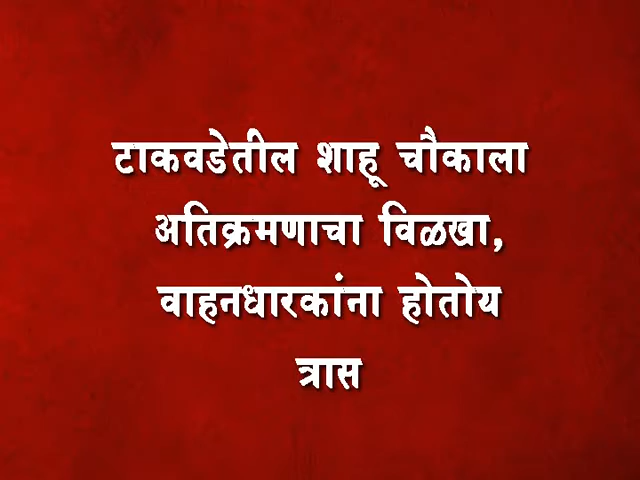 टाकवडेतील शाहू चौकाला
अतिक्रमणाचा विळखा,
वाहनधारकांना होतोय
त्रास